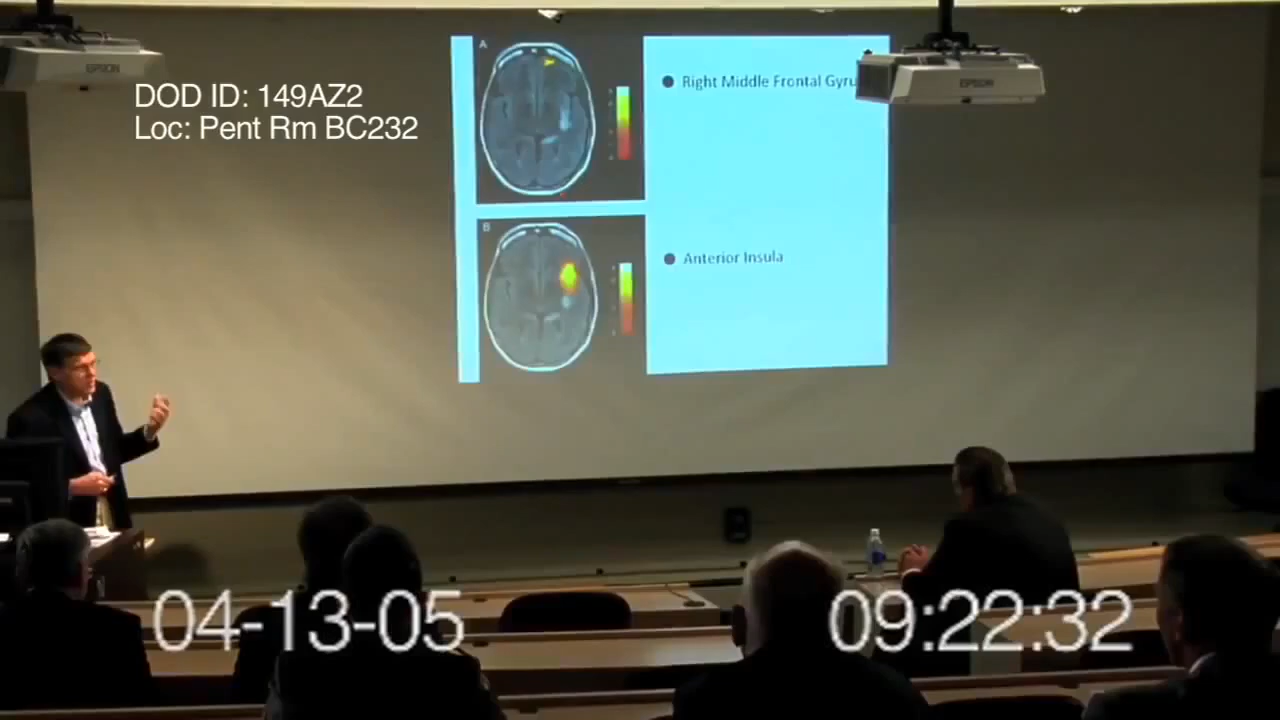 EPSON
DOD ID: 149AZ2
Loc: Pent Rm BC232
A
Right Middle Frontal Gyru
EPSON
B
Anterior Insula
04-13-05
09:22:32